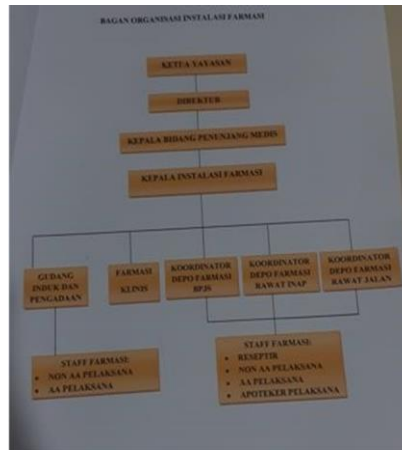 BAGAN ORGANISASI INSTALASI FARMASI
KETUA YAYASAN
DIREKTUR
KEPALA BIDANG PENUNJANG MEDIS
KEPALA INSTALASI FARMASI
GUDANG
INDUK DAN
PENGADAAN
FARMASI
KLINIS
KOORDINATOR
DEPO FARMASI
BPJS
KOORDINATOR
DEPO FARMASI
RAWAT INAP
KOORDINATOR
DEPO FARMASI
RAWAT JALAN
STAFF FARMASI:
• NON AA PELAKSANA
• AA PELAKSANA
STAFF FARMASI:
• RESEPTIR
• NON AA PELAKSANA
• AA PELAKSANA
• APOTEKER PELAKSANA